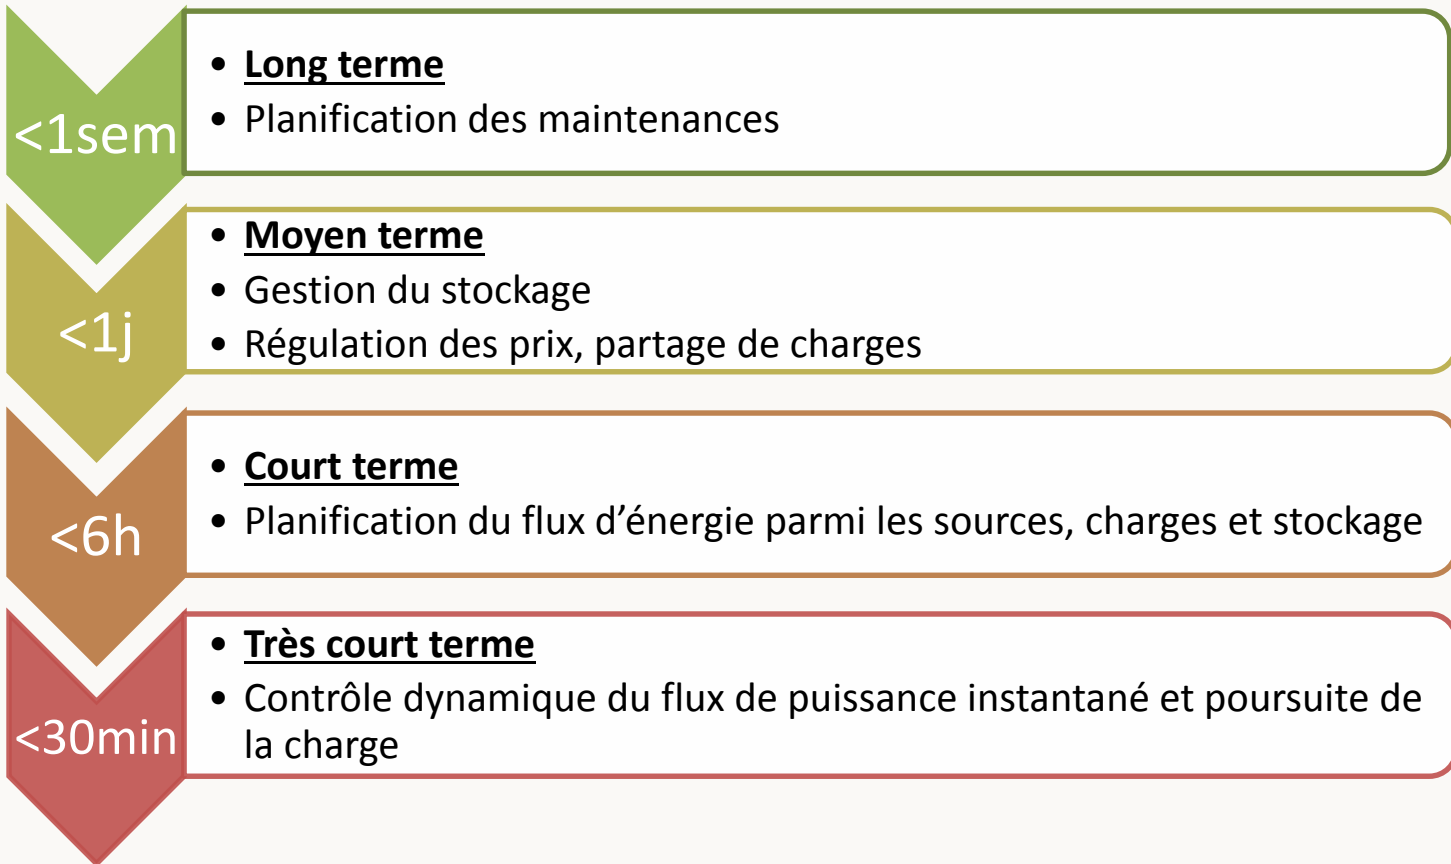 <1sem
• Long terme
• Planification des maintenances
<1j
• Moyen terme
• Gestion du stockage
• Régulation des prix, partage de charges
<6h
• Court terme
• Planification du flux d’énergie parmi les sources, charges et stockage
<30min
• Très court terme
• Contrôle dynamique du flux de puissance instantané et poursuite de
la charge